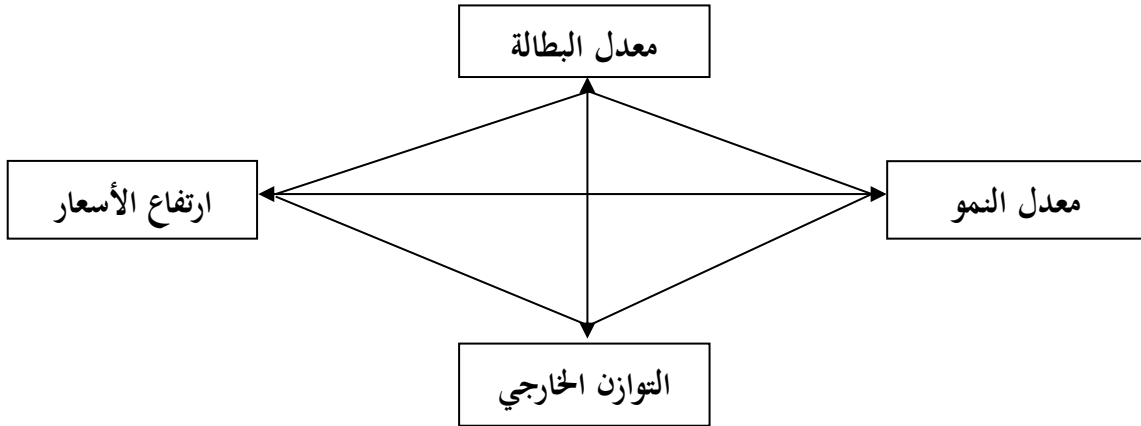 معدل البطالة
معدل النمو
ارتفاع الأسعار
التوازن الخارجي